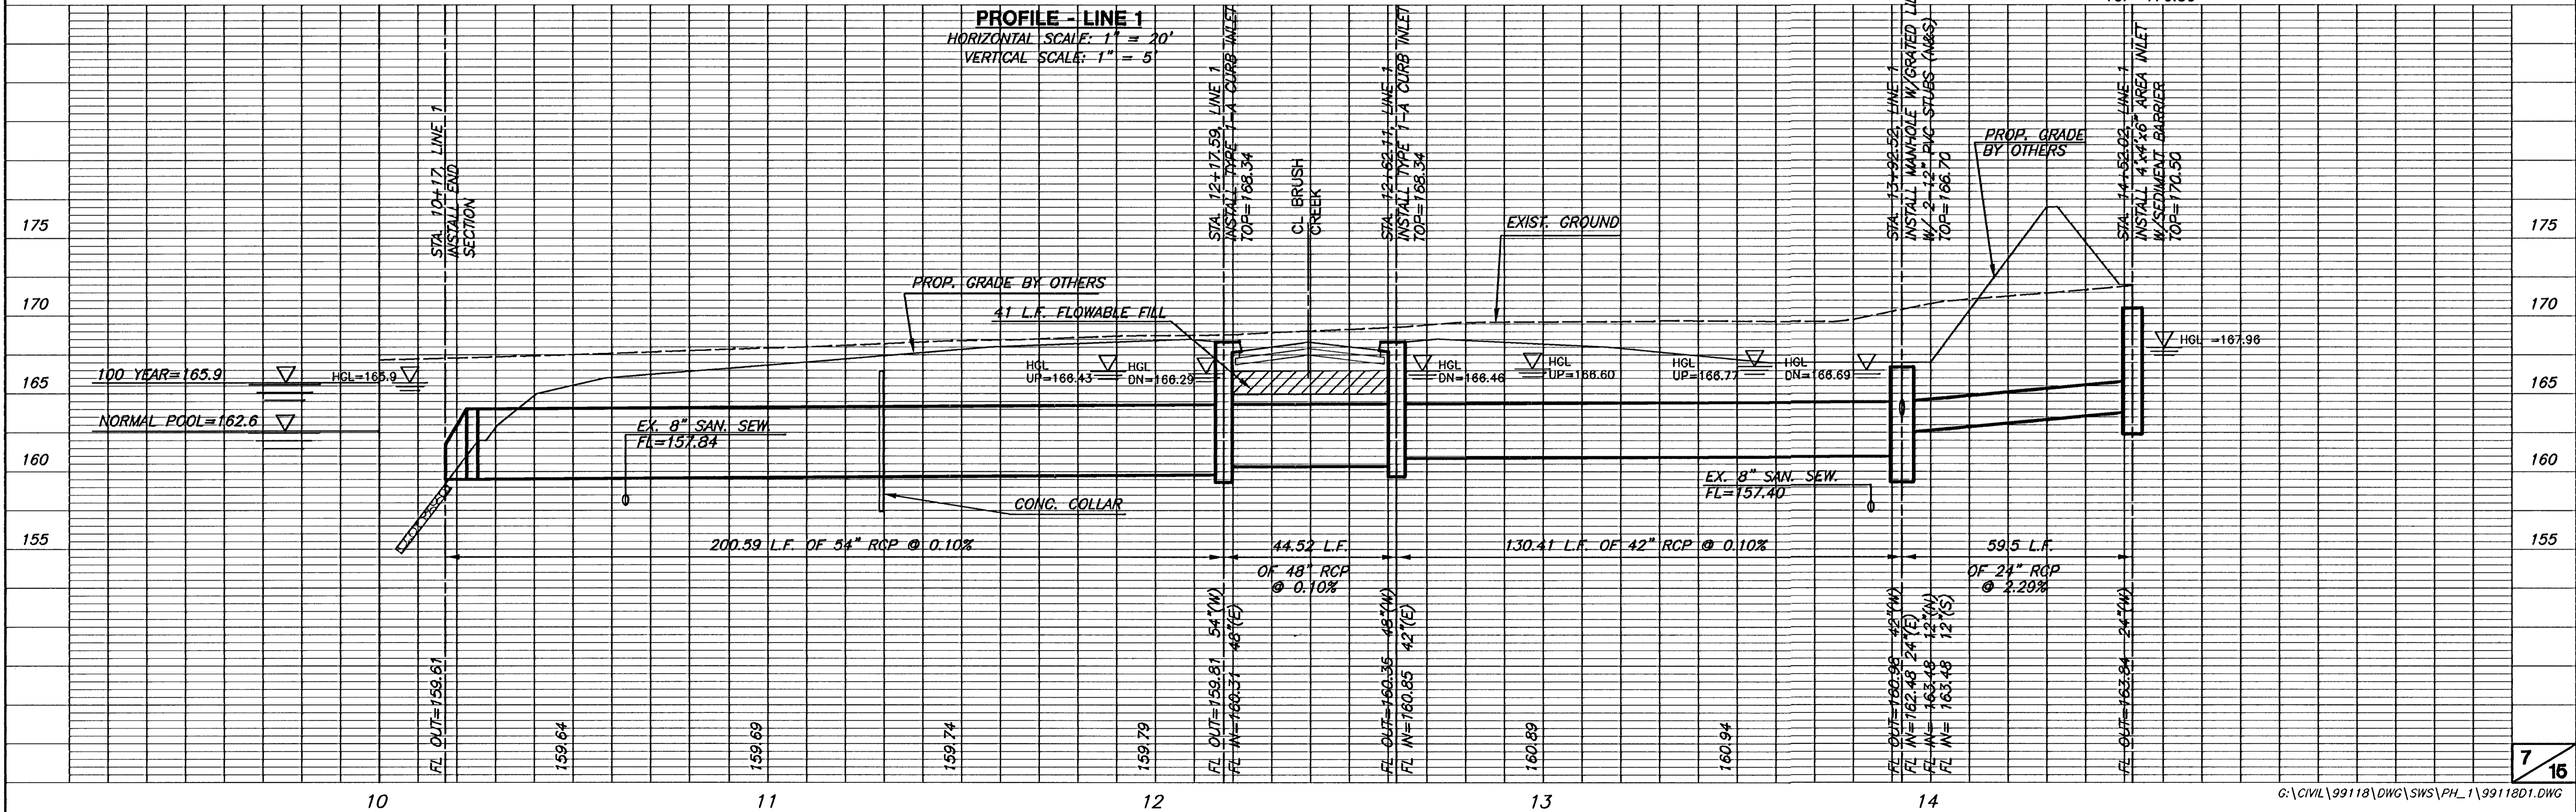 PROFILE - LINE 1
HORIZONTAL SCALE: 1" = 20'
VERTICAL SCALE: 1" = 5'
STA. 10+17, LINE 1
INSTALL END
SECTION
STA. 12+17.59, LINE 1
INSTALL TYPE 1-A CURB INLET
TOP=168.34
CL BRUSH
CREEK
STA. 12+62.11, LINE 1
INSTALL TYPE 1-A CURB INLET
TOP=168.34
STA. 13+92.52, LINE 1
INSTALL MANHOLE W/GRATED
W/ 2-12" PVC STUBS (N&S)
TOP=166.70
STA. 14+52.02, LINE 1
INSTALL 4'x4'x6" AREA INLET
W/SEDIMENT BARRIER
TOP=170.50
PROP. GRADE
BY OTHERS
175
175
EXIST. GROUND
PROP. GRADE BY OTHERS
41 L.F. FLOWABLE FILL
170
170
100 YEAR=165.9
HGL=165.9
HGL
UP=166.43
HGL
DN=166.29
HGL
DN=166.46
HGL
UP=166.60
HGL
UP=166.77
HGL
DN=166.69
HGL =167.96
165
165
NORMAL POOL=162.6
EX. 8" SAN. SEW.
FL=157.84
160
160
EX. 8" SAN. SEW.
FL=157.40
CONC. COLLAR
155
155
200.59 L.F. OF 54" RCP @ 0.10%
44.52 L.F.
OF 48" RCP
@ 0.10%
130.41 L.F. OF 42" RCP @ 0.10%
59.5 L.F.
OF 24" RCP
@ 2.29%
FL OUT=159.61
159.64
159.69
159.74
159.79
FL OUT=159.81 54"(W)
FL IN=160.31 48"(E)
FL OUT=160.35 48"(W)
FL IN=160.85 42"(E)
160.89
160.94
FL OUT=160.98 42"(W)
FL IN=162.48 24"(E)
FL IN= 163.48 12"(N)
FL IN= 163.48 12"(S)
FL OUT=163.84 24"(W)
7
15
10
11
12
13
14
G:\CIVIL\99118\DWG\SWS\PH_1\99118D1.DWG